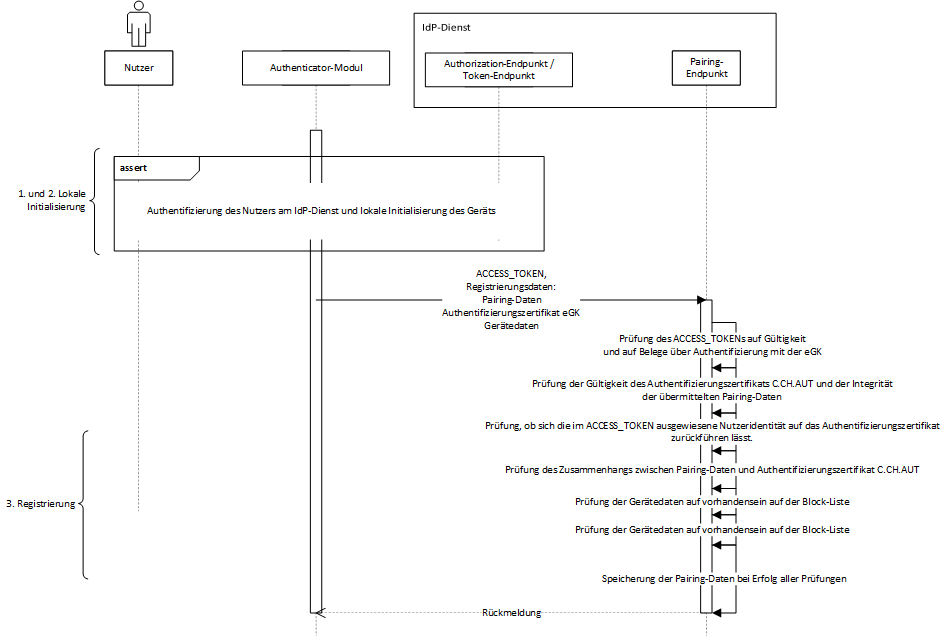 IdP-Dienst
Nutzer
Authenticator-Modul
Authorization-Endpunkt /
Token-Endpunkt
Pairing-
Endpunkt
assert
1. und 2. Lokale
Initialisierung
Authentifizierung des Nutzers am IdP-Dienst und lokale Initialisierung des Geräts
ACCESS_TOKEN,
Registrierungsdaten:
Pairing-Daten
Authentifizierungszertifikat eGK
Gerätedaten
Prüfung des ACCESS_TOKENs auf Gültigkeit
und auf Belege über Authentifizierung mit der eGK
Prüfung der Gültigkeit des Authentifizierungszertifikats C.CH.AUT und der Integrität
der übermittelten Pairing-Daten
Prüfung, ob sich die im ACCESS_TOKEN ausgewiesene Nutzeridentität auf das Authentifizierungszertifikat
zurückführen lässt.
Prüfung des Zusammenhangs zwischen Pairing-Daten und Authentifizierungszertifikat C.CH.AUT
3. Registrierung
Prüfung der Gerätedaten auf vorhandensein auf der Block-Liste
Prüfung der Gerätedaten auf vorhandensein auf der Block-Liste
Speicherung der Pairing-Daten bei Erfolg aller Prüfungen
Rückmeldung